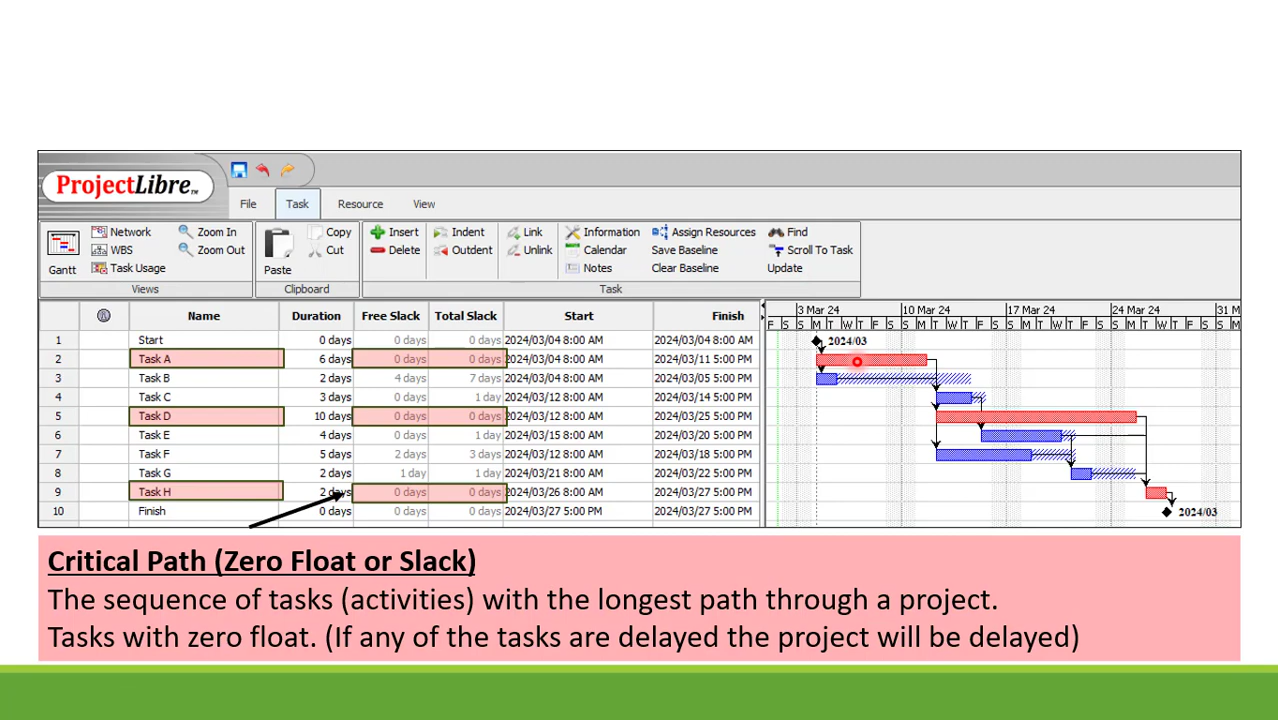 ProjectLibre™
File Task Resource View
Network Zoom In Copy Insert Indent Link Information Assign Resources Find
WBS Zoom Out Cut Delete Outdent Unlink Calendar Save Baseline Scroll To Task
Gantt Task Usage Paste Notes Clear Baseline Update
Views Clipboard Task
Name Duration Free Slack Total Slack Start Finish
3 Mar 24 10 Mar 24 17 Mar 24 24 Mar 24 31 M
F S S M T W T F S S M T W T F S S M T W T F S S M T W T F S S M
1 Start 0 days 0 days 0 days 2024/03/04 8:00 AM 2024/03/04 8:00 AM 2024/03
2 Task A 6 days 0 days 0 days 2024/03/04 8:00 AM 2024/03/11 5:00 PM
3 Task B 2 days 4 days 7 days 2024/03/04 8:00 AM 2024/03/05 5:00 PM
4 Task C 3 days 0 days 1 day 2024/03/12 8:00 AM 2024/03/14 5:00 PM
5 Task D 10 days 0 days 0 days 2024/03/12 8:00 AM 2024/03/25 5:00 PM
6 Task E 4 days 0 days 1 day 2024/03/15 8:00 AM 2024/03/20 5:00 PM
7 Task F 5 days 2 days 3 days 2024/03/12 8:00 AM 2024/03/18 5:00 PM
8 Task G 2 days 1 day 1 day 2024/03/21 8:00 AM 2024/03/22 5:00 PM
9 Task H 2 days 0 days 0 days 2024/03/26 8:00 AM 2024/03/27 5:00 PM
10 Finish 0 days 0 days 0 days 2024/03/27 5:00 PM 2024/03/27 5:00 PM 2024/03
Critical Path (Zero Float or Slack)
The sequence of tasks (activities) with the longest path through a project.
Tasks with zero float. (If any of the tasks are delayed the project will be delayed)